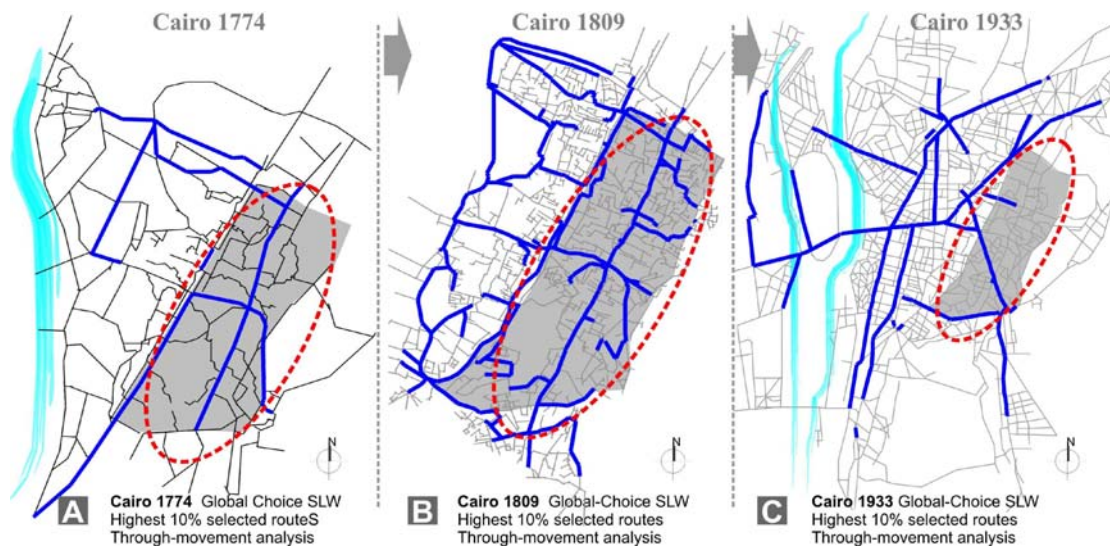 Cairo 1774
Cairo 1809
Cairo 1933
N
N
N
A
Cairo 1774 Global Choice SLW
Highest 10% selected routeS
Through-movement analysis
B
Cairo 1809 Global-Choice SLW
Highest 10% selected routes
Through-movement analysis
C
Cairo 1933 Global-Choice SLW
Highest 10% selected routes
Through-movement analysis